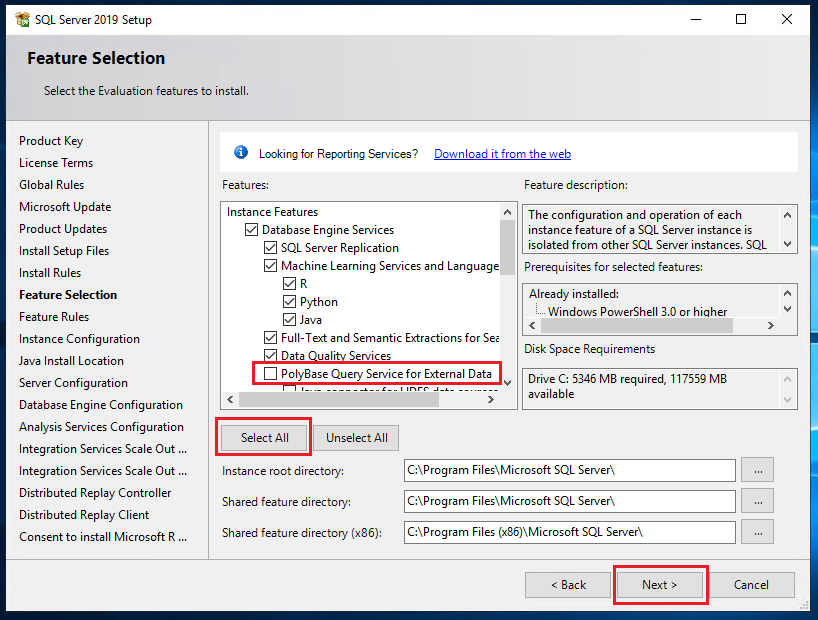 SQL Server 2019 Setup
Feature Selection
Select the Evaluation features to install.
Product Key
License Terms
Global Rules
Microsoft Update
Product Updates
Install Setup Files
Install Rules
Feature Selection
Feature Rules
Instance Configuration
Java Install Location
Server Configuration
Database Engine Configuration
Analysis Services Configuration
Integration Services Scale Out ...
Integration Services Scale Out ...
Distributed Replay Controller
Distributed Replay Client
Consent to install Microsoft R ...
Looking for Reporting Services? Download it from the web
Features:
Instance Features
Database Engine Services
SQL Server Replication
Machine Learning Services and Language
R
Python
Java
Full-Text and Semantic Extractions for Sea
Data Quality Services
PolyBase Query Service for External Data
Java connector for HDFS data source
Select All
Unselect All
Feature description:
The configuration and operation of each
instance feature of a SQL Server instance is
isolated from other SQL Server instances. SQL
Prerequisites for selected features:
Already installed:
Windows PowerShell 3.0 or higher
Disk Space Requirements
Drive C: 5346 MB required, 117559 MB
available
Instance root directory: C:\Program Files\Microsoft SQL Server\ ...
Shared feature directory: C:\Program Files\Microsoft SQL Server\ ...
Shared feature directory (x86): C:\Program Files (x86)\Microsoft SQL Server\ ...
< Back
Next >
Cancel